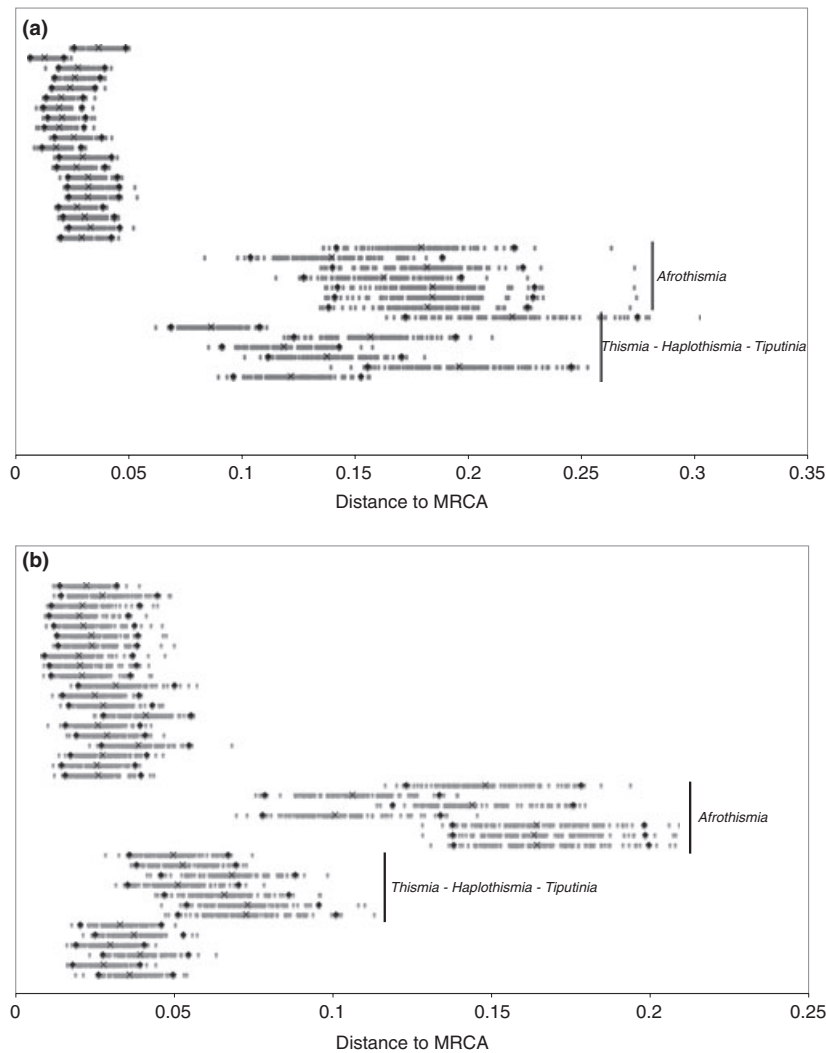 (a)
Afrothismia
Thismia - Haplothismia - Tiputinia
0 0.05 0.1 0.15 0.2 0.25 0.3 0.35
Distance to MRCA
(b)
Afrothismia
Thismia - Haplothismia - Tiputinia
0 0.05 0.1 0.15 0.2 0.25
Distance to MRCA